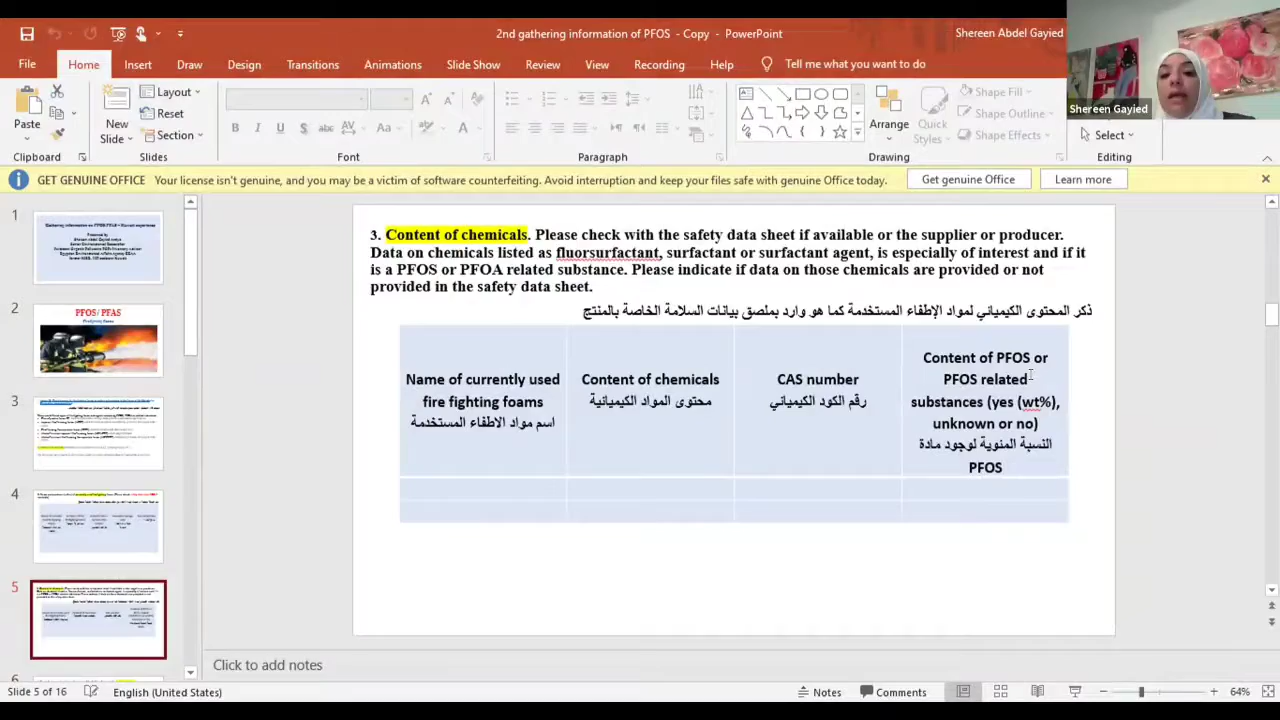 2nd gathering information of PFOS - Copy - PowerPoint
Shereen Abdel Gayied
File Home Insert Draw Design Transitions Animations Slide Show Review View Recording Help Tell me what you want to do
Paste
New
Slide
Layout
Reset
Section
B I U S abc AV
Aa
A
Arrange
Quick
Styles
Shape Fill
Shape Outline
Shape Effects
Select
Shereen Gayied
Clipboard Slides Font Paragraph Drawing Editing
GET GENUINE OFFICE Your license isn't genuine, and you may be a victim of software counterfeiting. Avoid interruption and keep your files safe with genuine Office today. Get genuine Office Learn more
1
2
PFOS/ PFAS
3
4
5
6
3. Content of chemicals. Please check with the safety data sheet if available or the supplier or producer.
Data on chemicals listed as fluorsurfactant, surfactant or surfactant agent, is especially of interest and if it
is a PFOS or PFOA related substance. Please indicate if data on those chemicals are provided or not
provided in the safety data sheet.
ذكر المحتوى الكيميائي لمواد الإطفاء المستخدمة كما هو وارد بملصق بيانات السلامة الخاصة بالمنتج
Name of currently used
fire fighting foams
اسم مواد الاطفاء المستخدمة
Content of chemicals
محتوى المواد الكيميائية
CAS number
رقم الكود الكيميائي
Content of PFOS or
PFOS related
substances (yes (wt%),
unknown or no)
النسبة المئوية لوجود مادة
PFOS
Click to add notes
Slide 5 of 16 English (United States) Notes Comments 64%